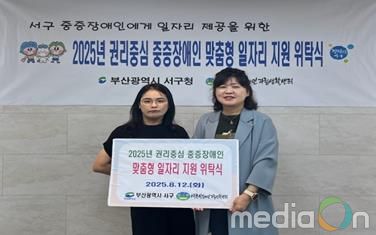 서구 중증장애인에게 일자리 제공을 위한
2025년 권리중심 중증장애인 맞춤형 일자리 지원 위탁식
부산광역시 서구청
2025년 권리중심 중증장애인
맞춤형 일자리 지원 위탁식
2025.8.12.(화)
부산광역시 서구
mediaOn